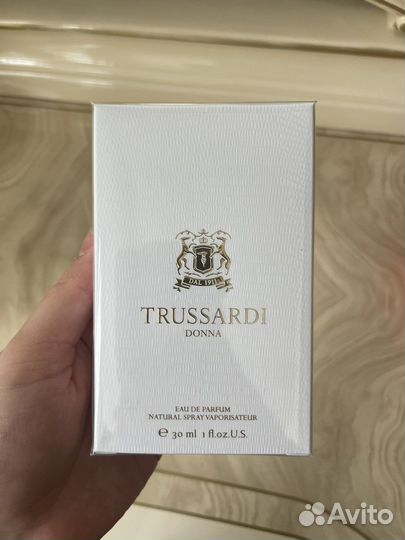 DAL 1911
TRUSSARDI
DONNA
EAU DE PARFUM
NATURAL SPRAY VAPORISATEUR
℮ 30 ml 1 fl.oz.U.S.
Avito